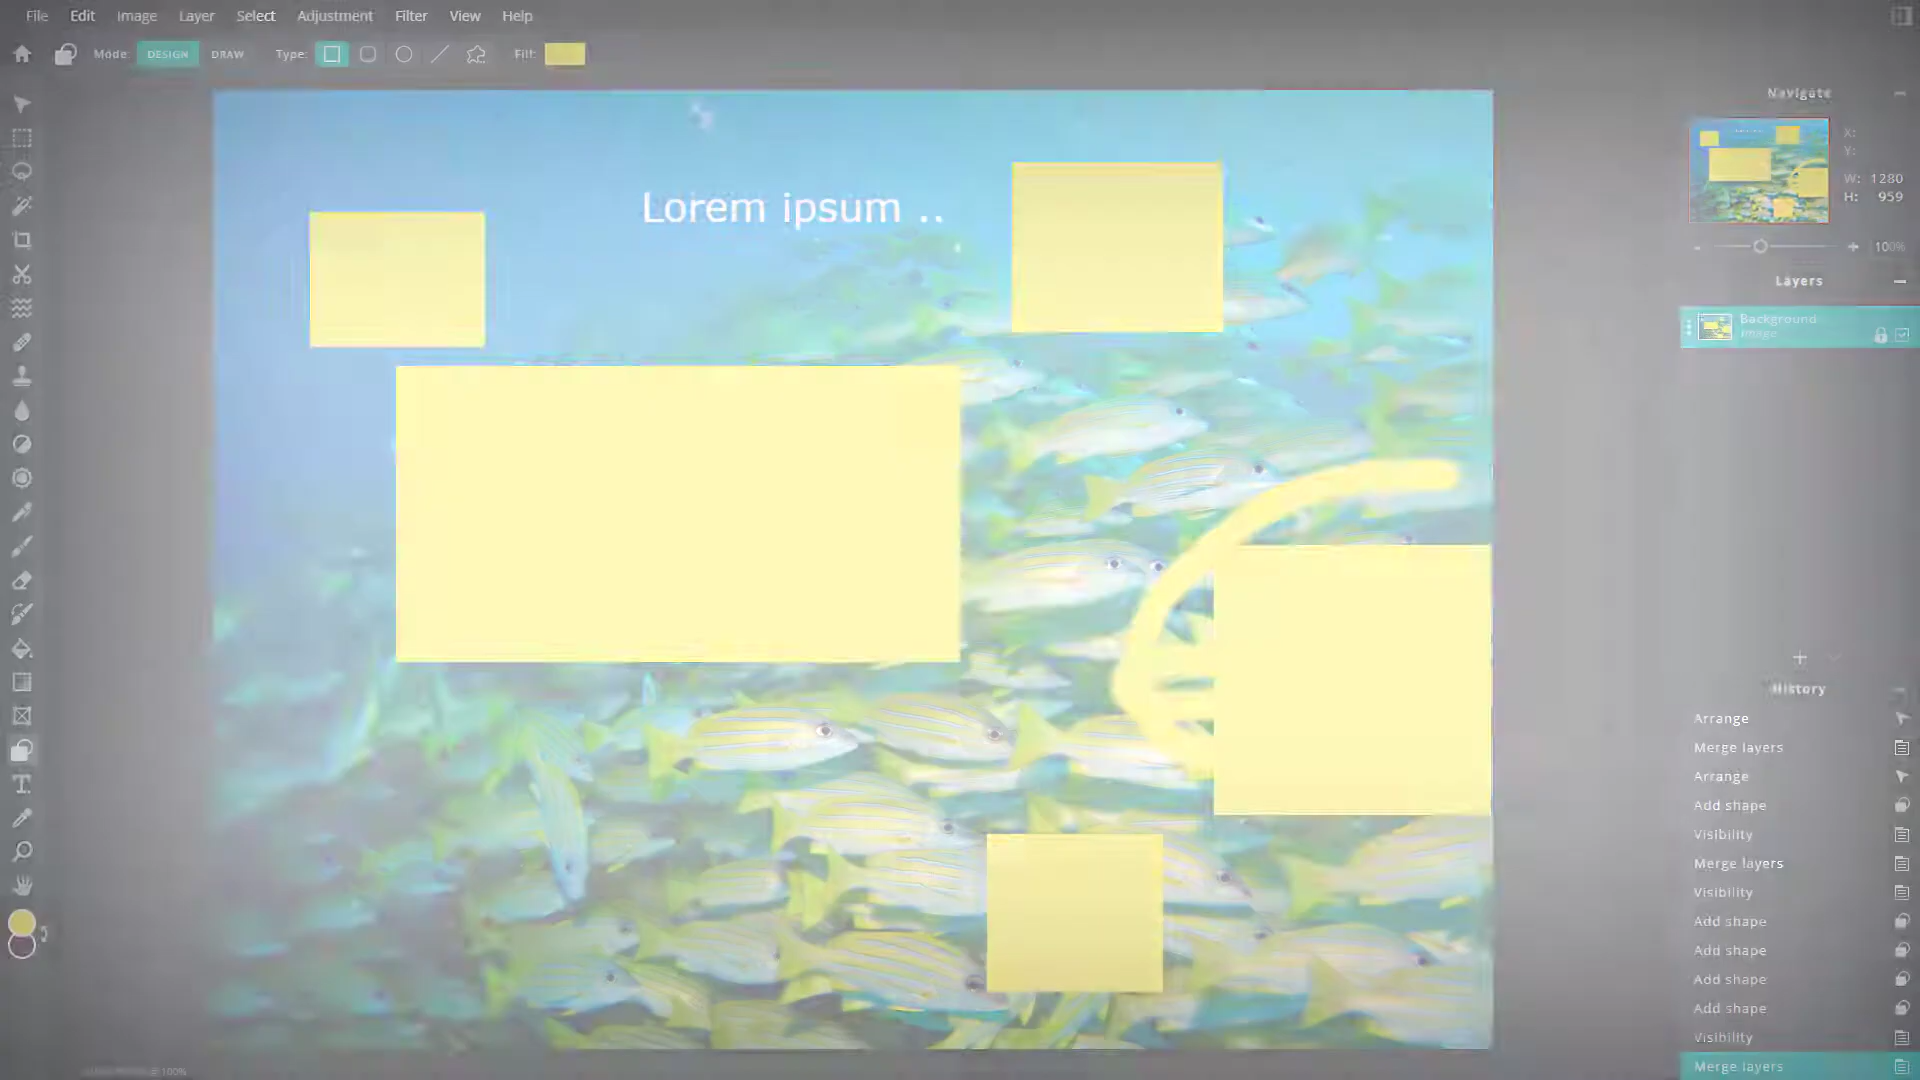 File Edit Image Layer Select Adjustment Filter View Help
Mode: DESIGN DRAW Type: Fill:
Navigate
X:
Y:
W: 1280
H: 959
100%
Lorem ipsum ..
Layers
Background
Image
History
Arrange
Merge layers
Arrange
Add shape
Visibility
Merge layers
Visibility
Add shape
Add shape
Add shape
Add shape
Visibility
Merge layers
100%